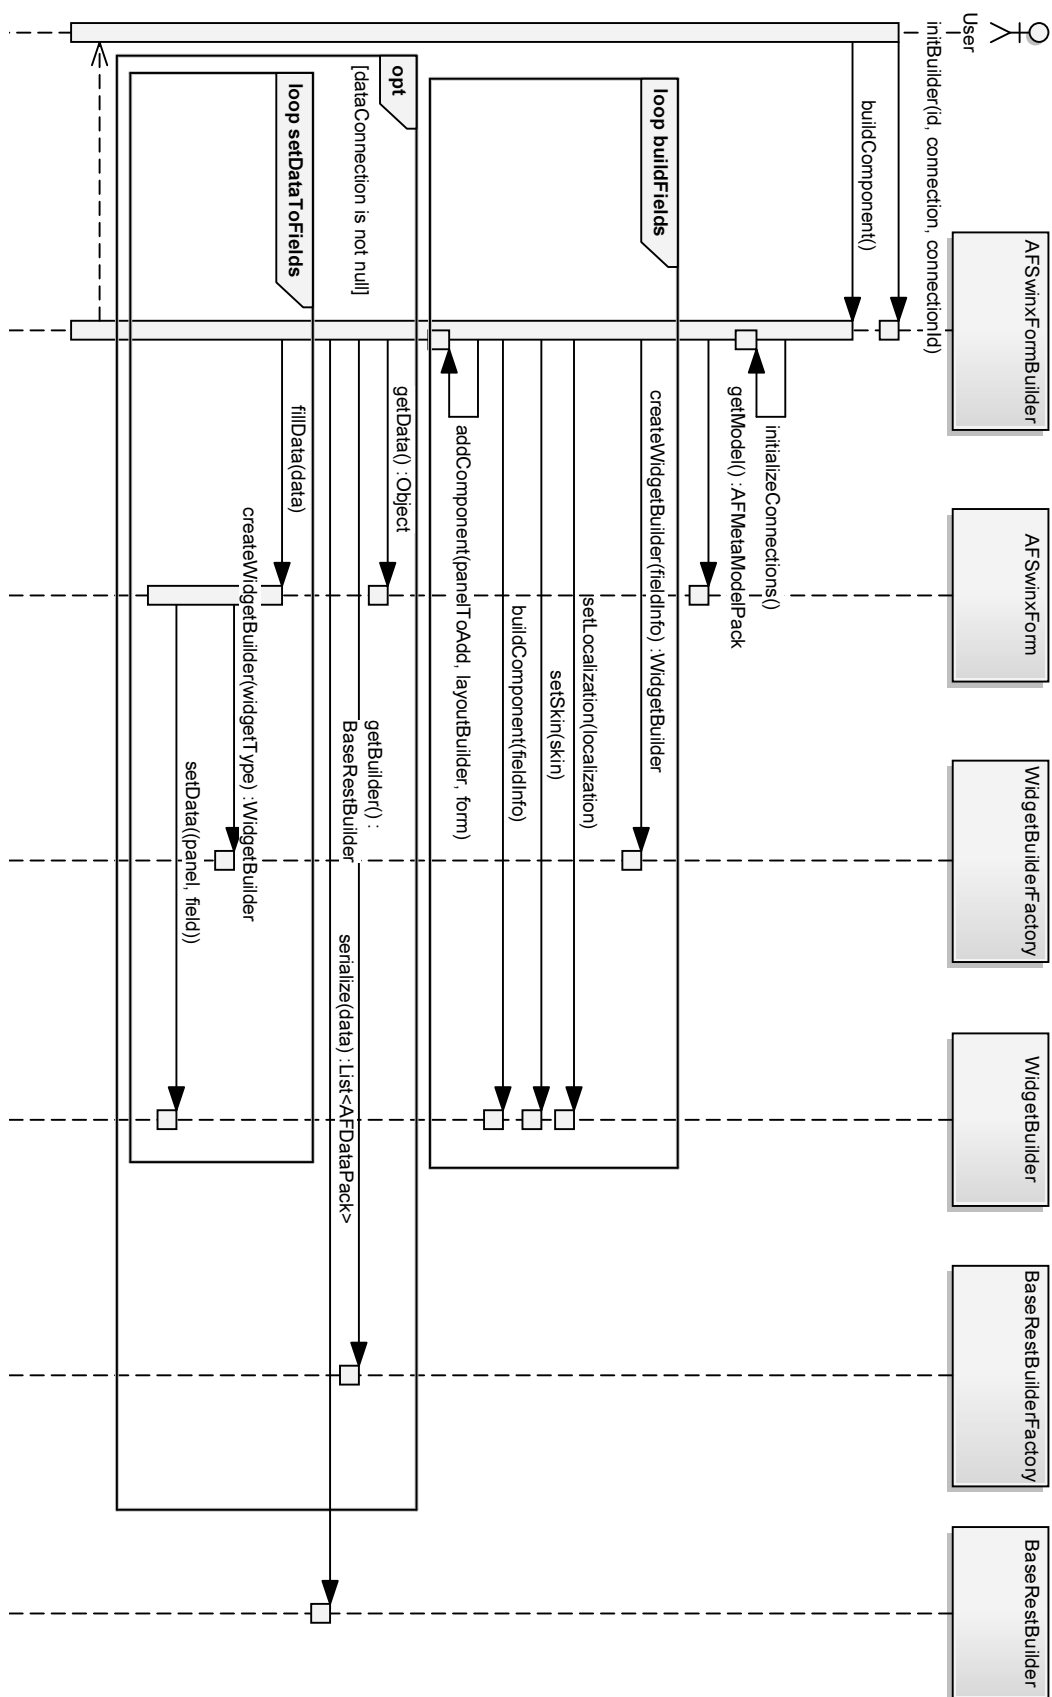 User
AFSwinxFormBuilder
AFSwinxForm
WidgetBuilderFactory
WidgetBuilder
BaseRestBuilderFactory
BaseRestBuilder
initBuilder(id, connection, connectionId)
buildComponent()
initializeConnections()
getModel() :AFMetaModelPack
loop buildFields
createWidgetBuilder(fieldInfo) :WidgetBuilder
setLocalization(localization)
setSkin(skin)
buildComponent(fieldInfo)
addComponent(panelToAdd, layoutBuilder, form)
opt
[dataConnection is not null]
getData() :Object
getBuilder() :
BaseRestBuilder
serialize(data) :List<AFDataPack>
loop setDataToFields
fillData(data)
createWidgetBuilder(widgetType) :WidgetBuilder
setData((panel, field))